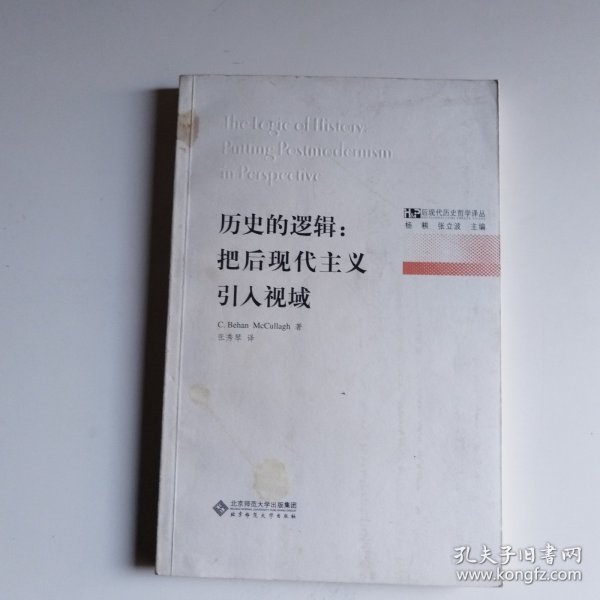 The Logic of History:
Putting Postmodernism
in Perspective
H&P 后现代历史哲学译丛
杨耕 张立波 主编
历史的逻辑：
把后现代主义
引入视域
C. Behan McCullagh 著
张秀琴 译
北京师范大学出版集团
北京师范大学出版社
孔夫子旧书网
www.kongfz.com